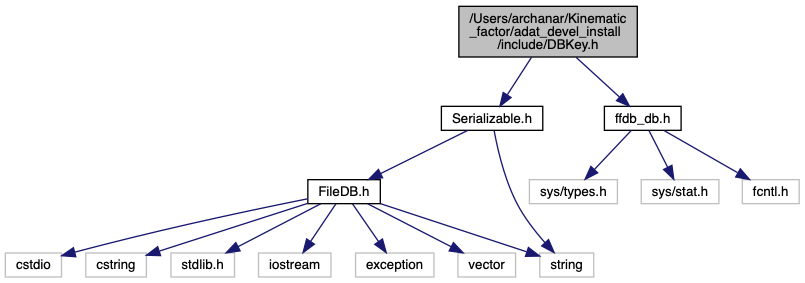 /Users/archanar/Kinematic
_factor/adat_devel_install
/include/DBKey.h
Serializable.h
ffdb_db.h
FileDB.h
sys/types.h
sys/stat.h
fcntl.h
cstdio
cstring
stdlib.h
iostream
exception
vector
string